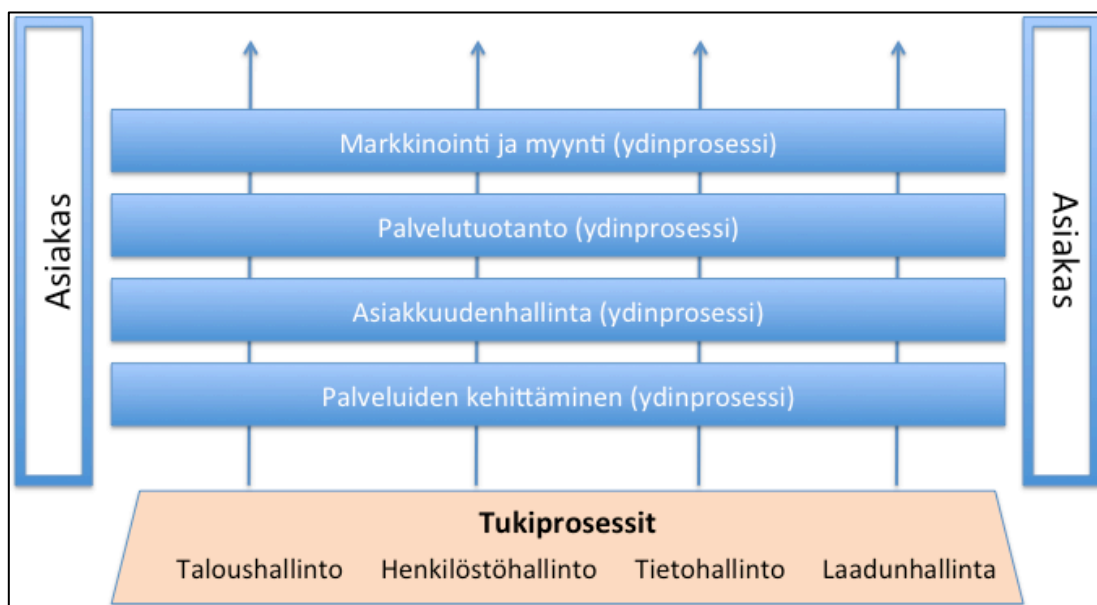 Asiakas
Markkinointi ja myynti (ydinprosessi)
Palvelutuotanto (ydinprosessi)
Asiakkuudenhallinta (ydinprosessi)
Palveluiden kehittäminen (ydinprosessi)
Asiakas
Tukiprosessit
Taloushallinto Henkilöstöhallinto Tietohallinto Laadunhallinta